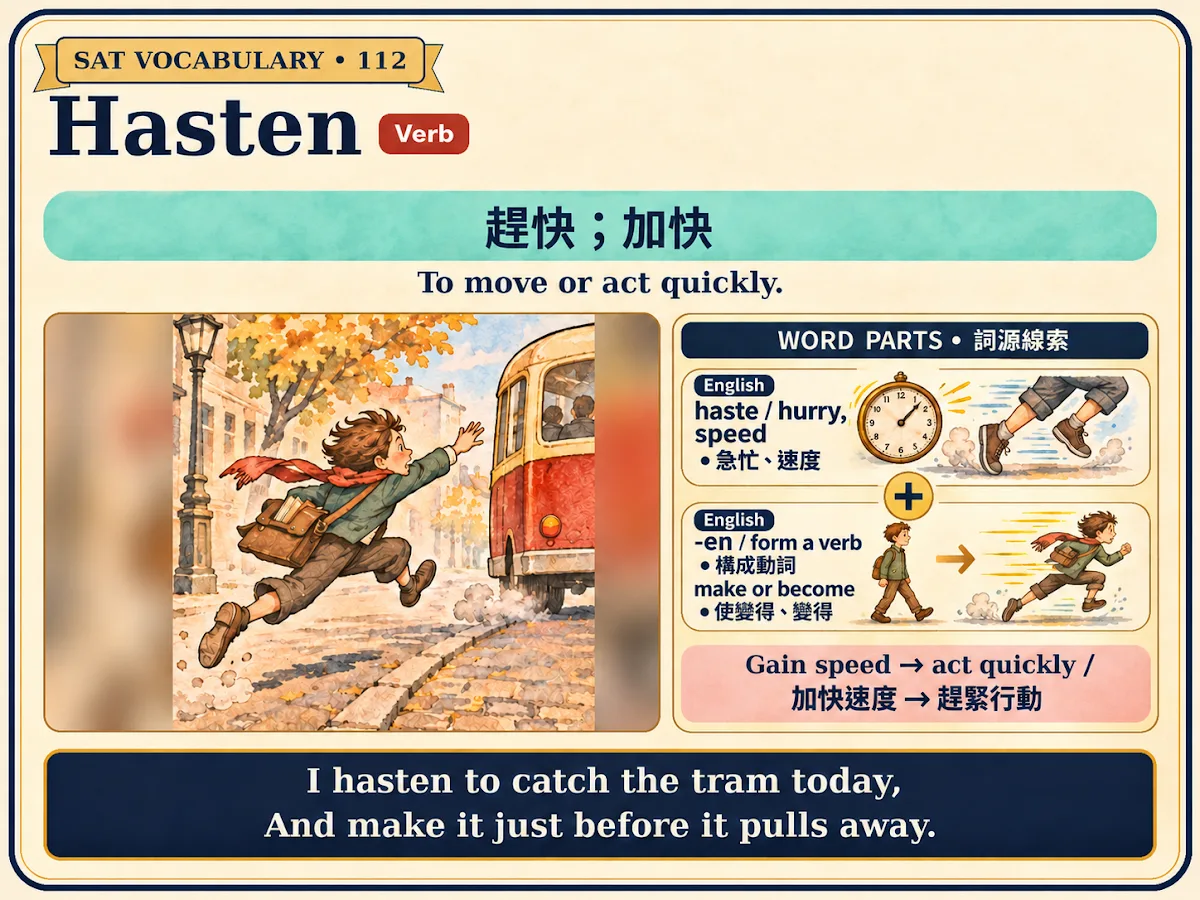 SAT VOCABULARY • 112
Hasten
Verb
趕快；加快
To move or act quickly.
WORD PARTS • 詞源線索
English
haste / hurry,
speed
• 急忙、速度
+
English
-en / form a verb
• 構成動詞
make or become
• 使變得、變得
Gain speed → act quickly /
加快速度 → 趕緊行動
I hasten to catch the tram today,
And make it just before it pulls away.